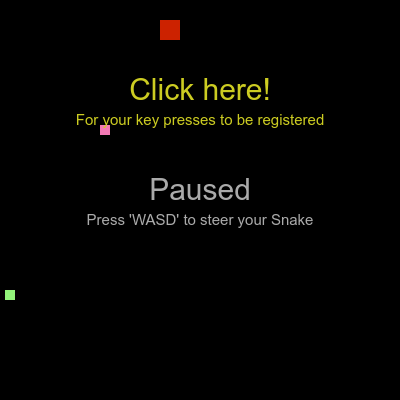 Click here!
For your key presses to be registered
Paused
Press 'WASD' to steer your Snake